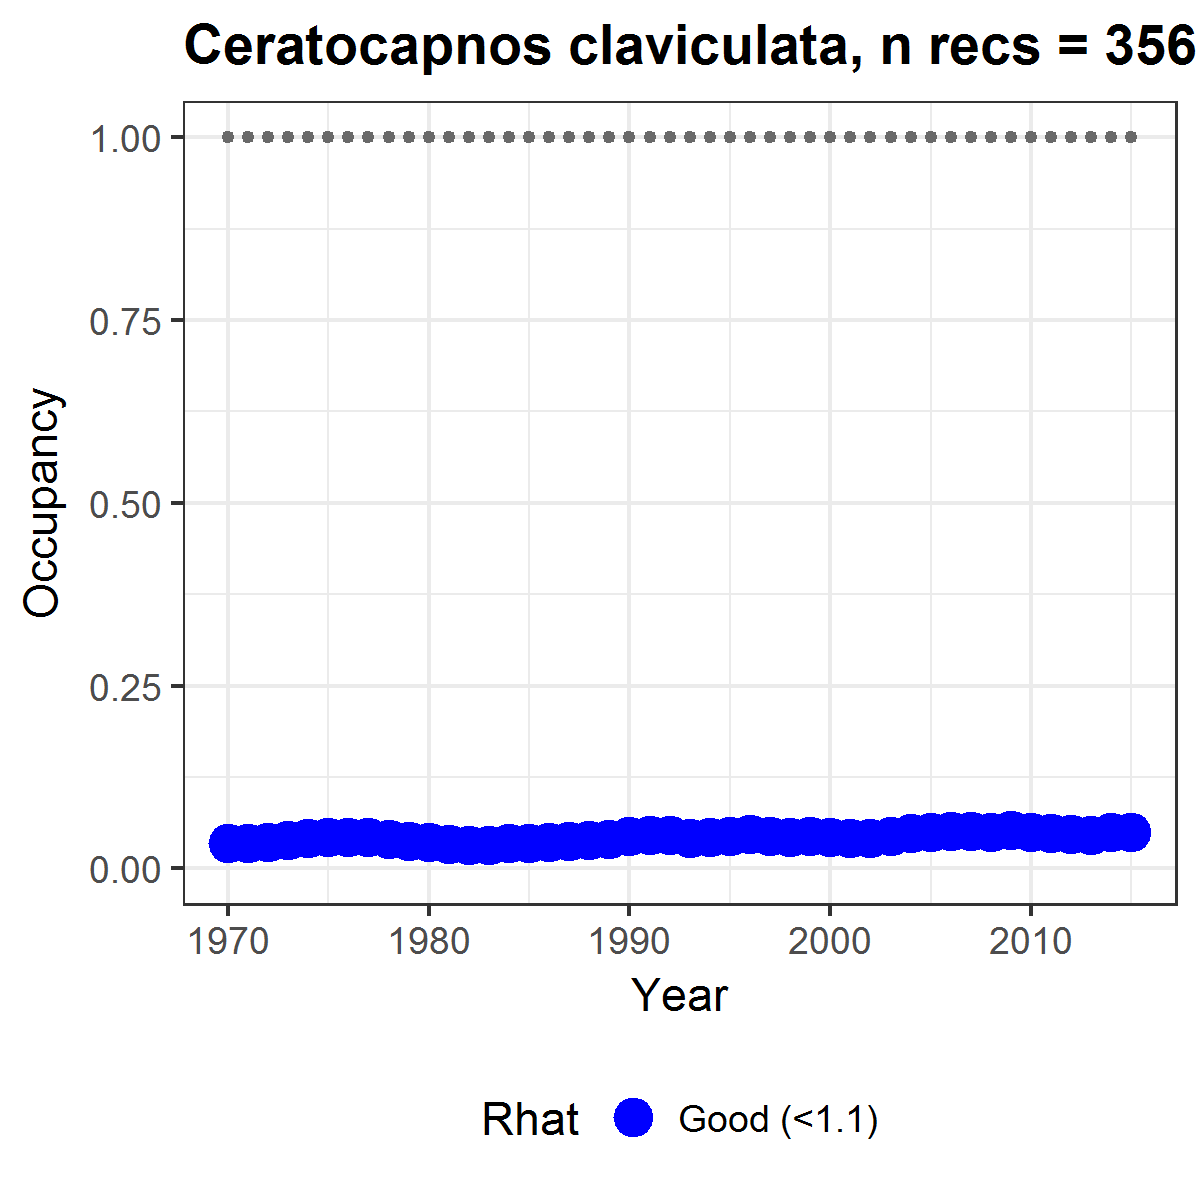 Ceratocapnos claviculata, n recs = 356
1.00
0.75
0.50
0.25
0.00
Occupancy
1970 1980 1990 2000 2010
Year
Rhat Good (<1.1)